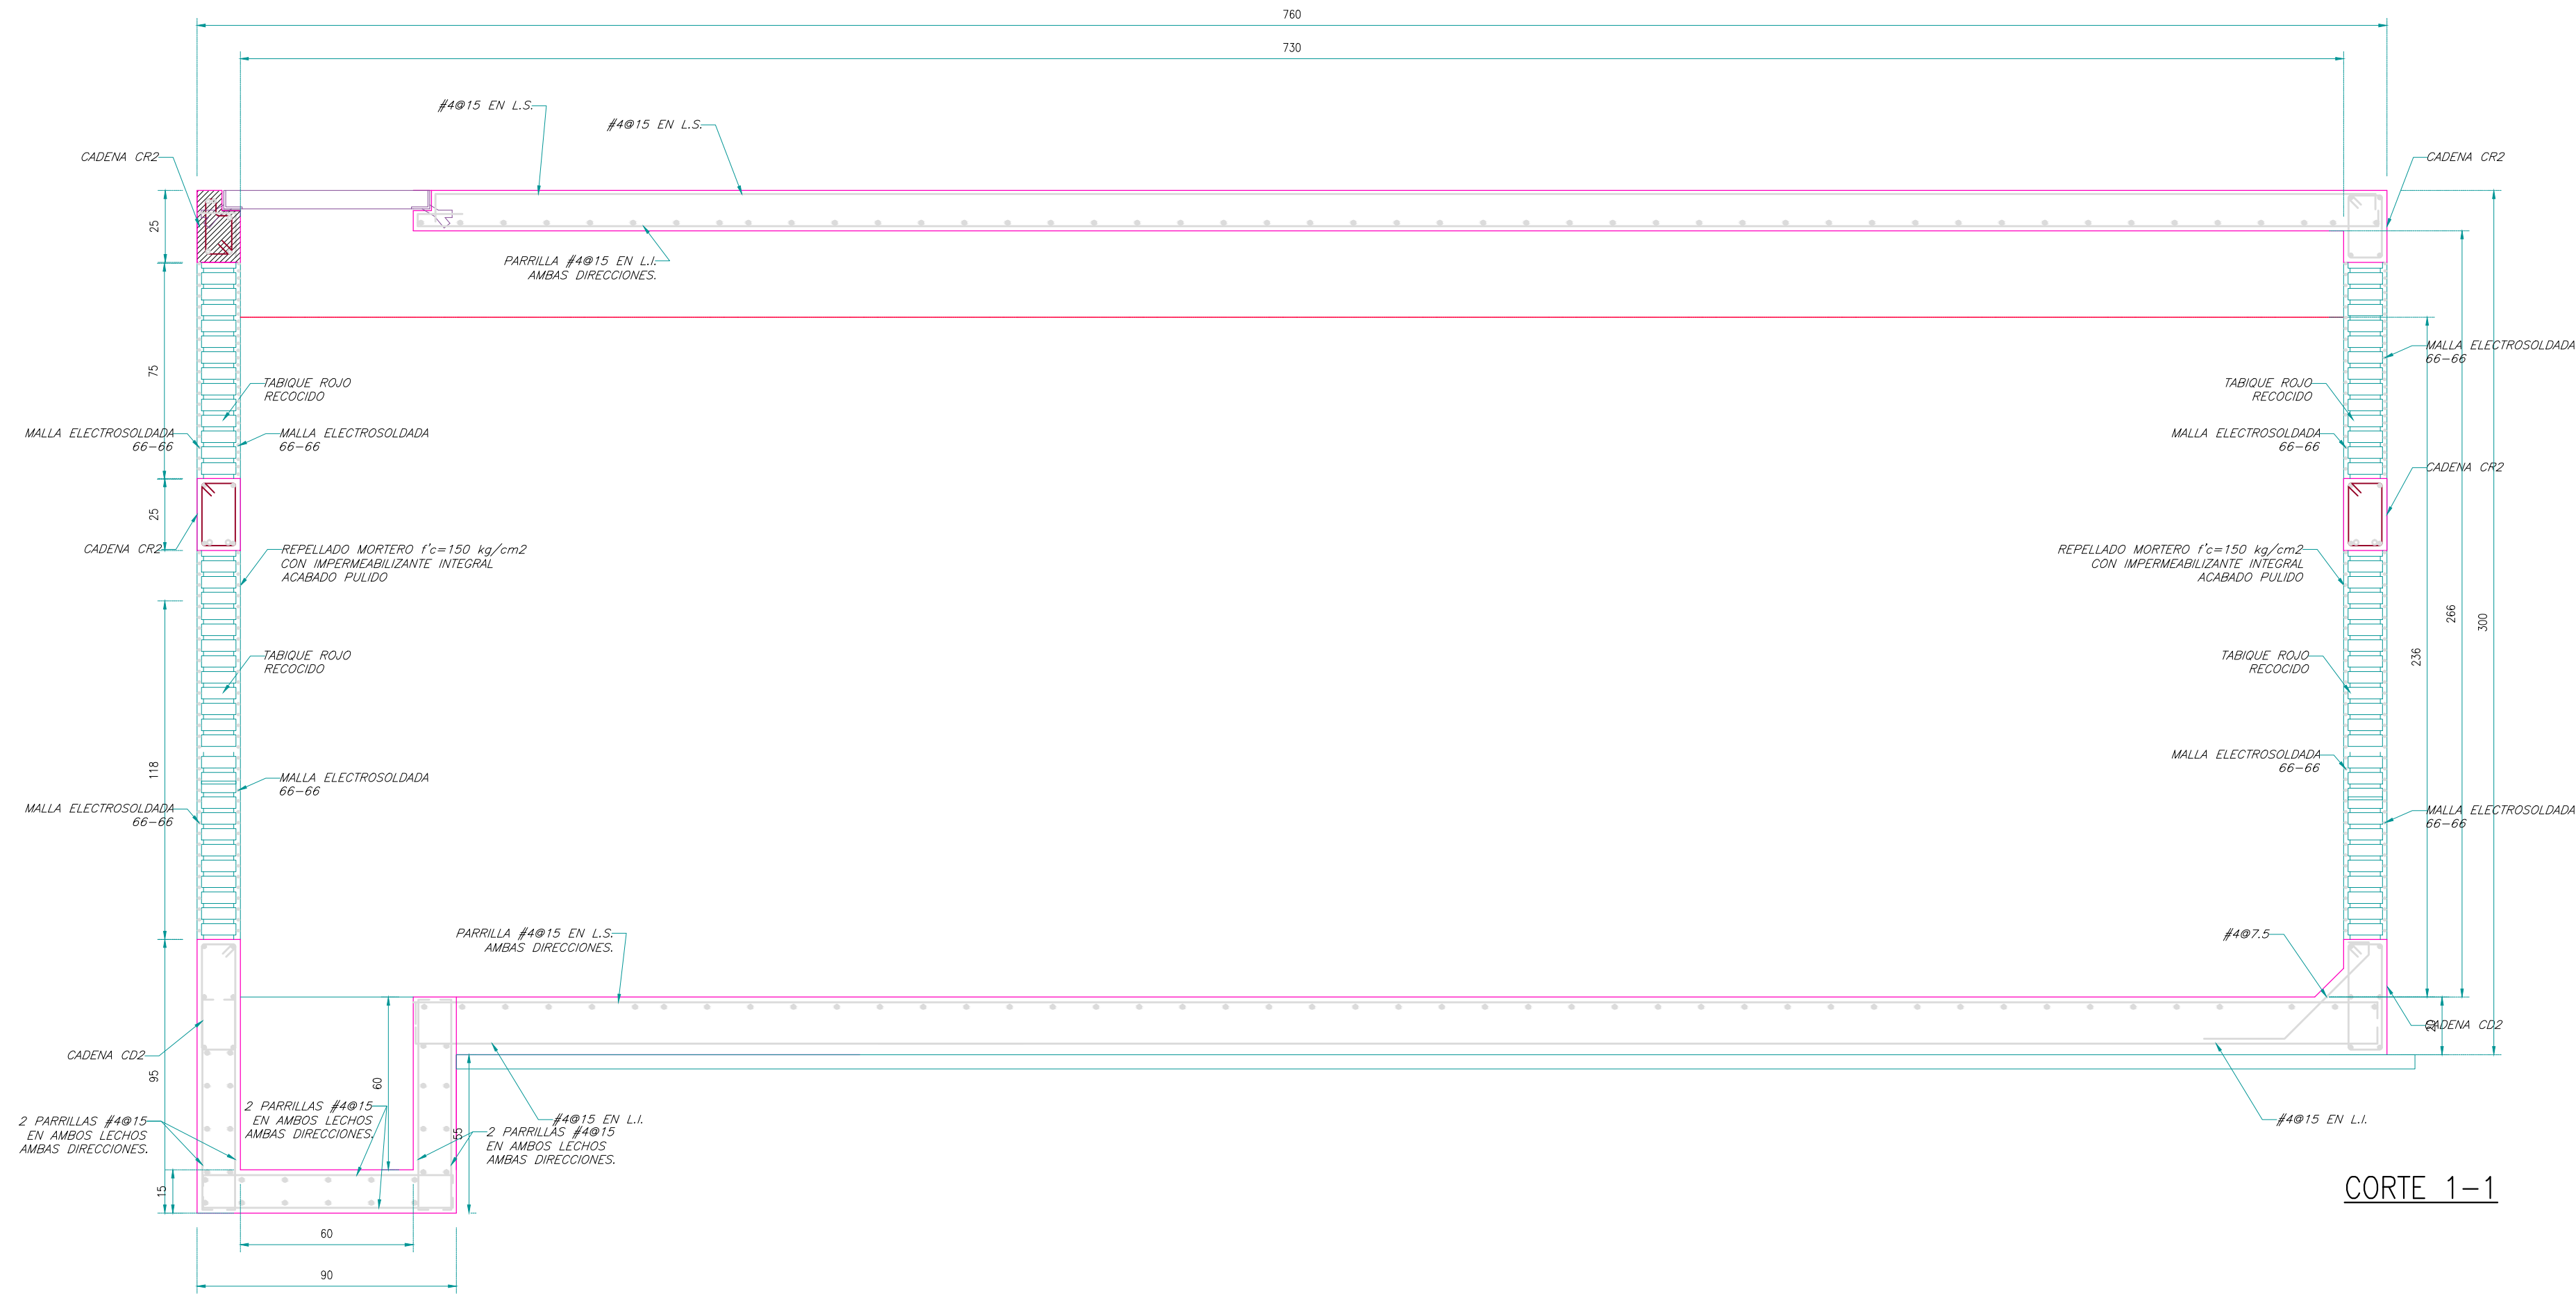 760
730
#4@15 EN L.S.
#4@15 EN L.S.
CADENA CR2
CADENA CR2
25
PARRILLA #4@15 EN L.I.
AMBAS DIRECCIONES.
75
TABIQUE ROJO
RECOCIDO
MALLA ELECTROSOLDADA
66-66
MALLA ELECTROSOLDADA
66-66
MALLA ELECTROSOLDADA
66-66
TABIQUE ROJO
RECOCIDO
MALLA ELECTROSOLDADA
66-66
CADENA CR2
25
CADENA CR2
REPELLADO MORTERO f'c=150 kg/cm2
CON IMPERMEABILIZANTE INTEGRAL
ACABADO PULIDO
REPELLADO MORTERO f'c=150 kg/cm2
CON IMPERMEABILIZANTE INTEGRAL
ACABADO PULIDO
266
300
236
TABIQUE ROJO
RECOCIDO
TABIQUE ROJO
RECOCIDO
118
MALLA ELECTROSOLDADA
66-66
MALLA ELECTROSOLDADA
66-66
MALLA ELECTROSOLDADA
66-66
MALLA ELECTROSOLDADA
66-66
PARRILLA #4@15 EN L.S.
AMBAS DIRECCIONES.
#4@7.5
20
CADENA CD2
CADENA CD2
95
60
2 PARRILLAS #4@15
EN AMBOS LECHOS
AMBAS DIRECCIONES.
2 PARRILLAS #4@15
EN AMBOS LECHOS
AMBAS DIRECCIONES.
55
#4@15 EN L.I.
2 PARRILLAS #4@15
EN AMBOS LECHOS
AMBAS DIRECCIONES.
#4@15 EN L.I.
15
CORTE 1-1
60
90